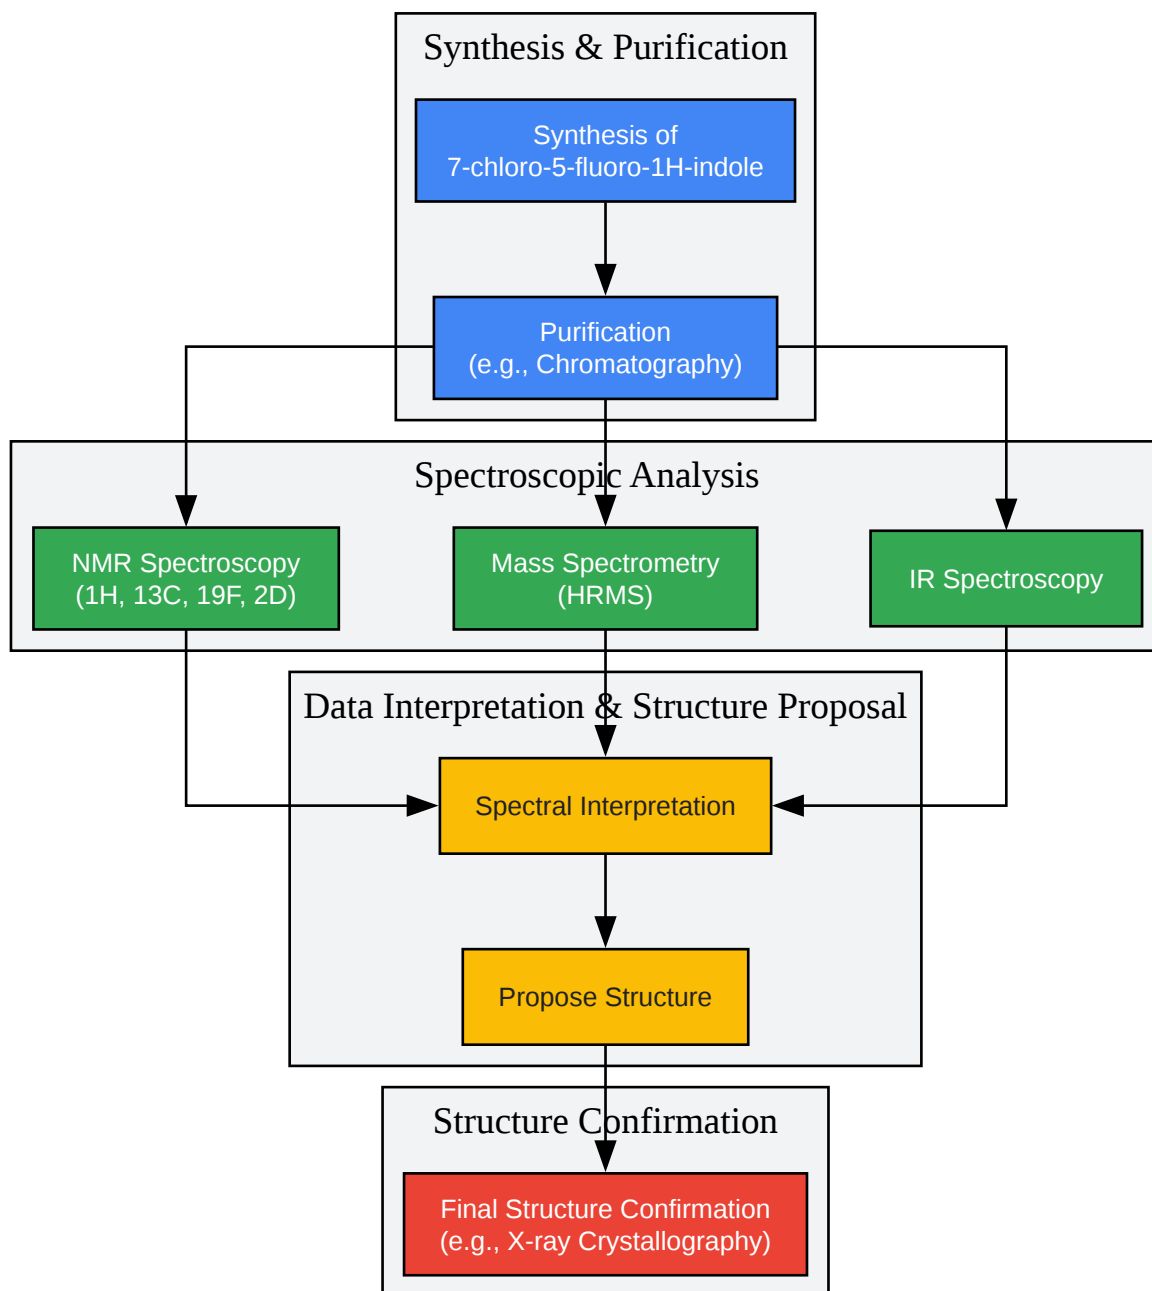 Synthesis & Purification
Synthesis of
7-chloro-5-fluoro-1H-indole
Purification
(e.g., Chromatography)
Spectroscopic Analysis
NMR Spectroscopy
(1H, 13C, 19F, 2D)
Mass Spectrometry
(HRMS)
IR Spectroscopy
Data Interpretation & Structure Proposal
Spectral Interpretation
Propose Structure
Structure Confirmation
Final Structure Confirmation
(e.g., X-ray Crystallography)